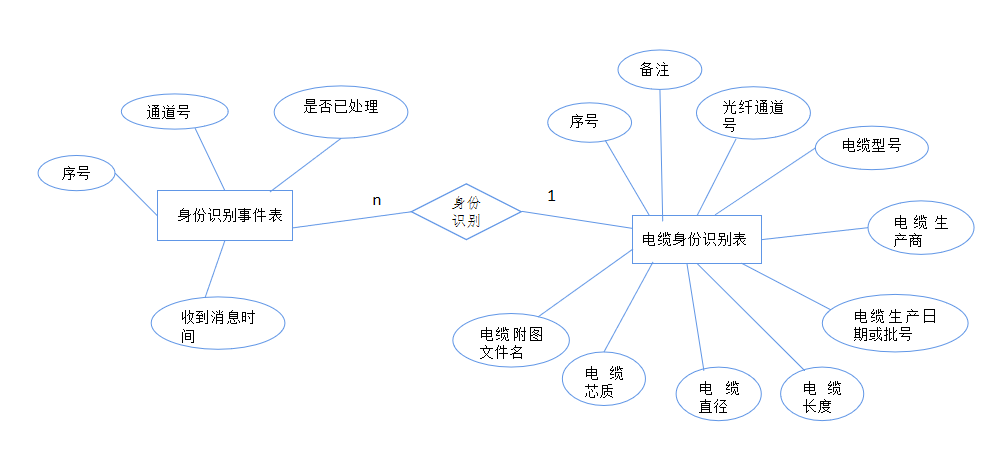 备注
通道号
是否已处理
序号
光纤通道
号
电缆型号
序号
身份识别事件表
n
身份
识别
1
电缆身份识别表
电缆生
产商
收到消息时
间
电缆附图
文件名
电缆生产日
期或批号
电缆
芯质
电缆
直径
电缆
长度